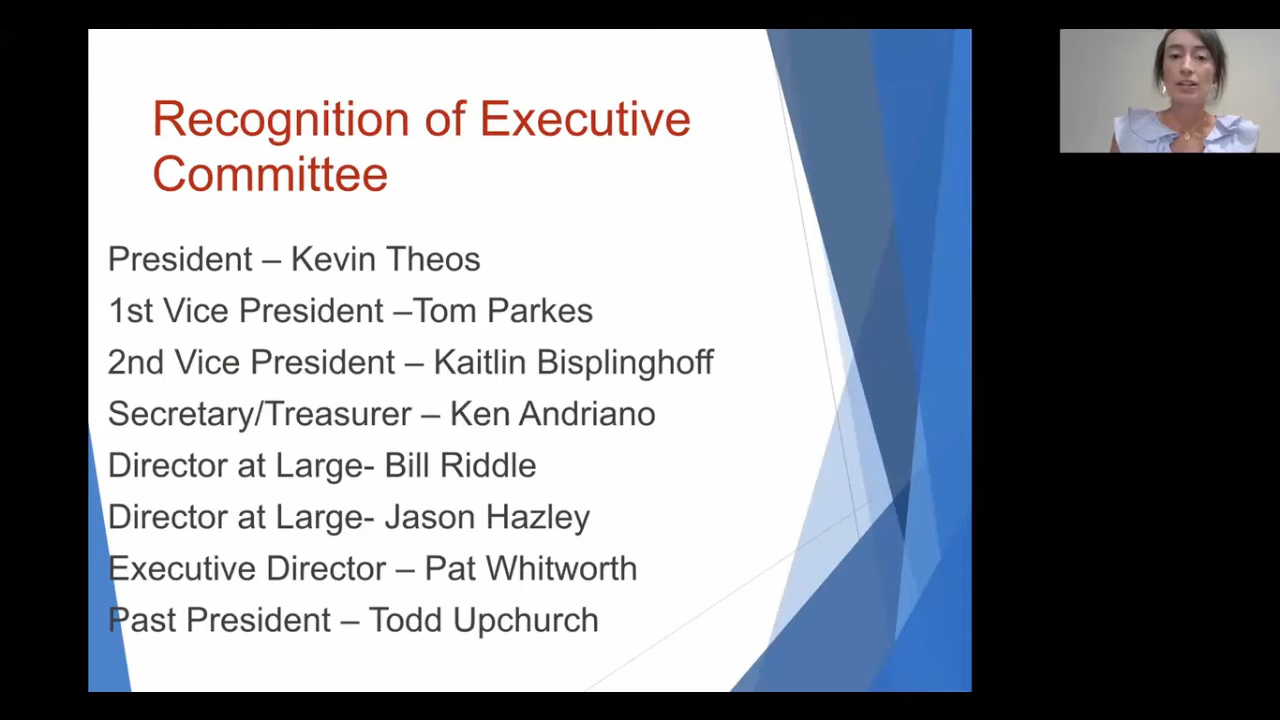 Recognition of Executive
Committee
President – Kevin Theos
1st Vice President –Tom Parkes
2nd Vice President – Kaitlin Bisplinghoff
Secretary/Treasurer – Ken Andriano
Director at Large- Bill Riddle
Director at Large- Jason Hazley
Executive Director – Pat Whitworth
Past President – Todd Upchurch